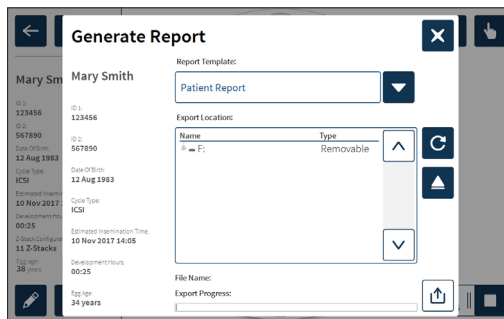 Generate Report
Mary Smith
ID 1:
123456
ID 2:
567890
Date Of Birth:
12 Aug 1983
Cycle Type:
ICSI
Estimated Insemination Time:
10 Nov 2017 14:05
Development Hours:
00:25
Egg Age:
34 years
Report Template:
Patient Report
Export Location:
Name Type
F: Removable
File Name:
Export Progress:
Mary Sm
ID 1:
123456
ID 2:
567890
Date Of Birth:
12 Aug 1983
Cycle Type:
ICSI
Estimated Insemin
10 Nov 2017
Development Hou
00:25
Z-Stack Configurat
11 Z-Stacks
Egg Age:
38 years